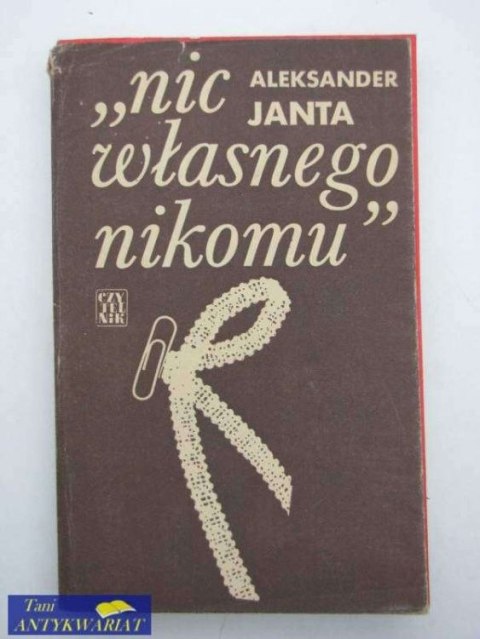 „nic
własnego
nikomu”
ALEKSANDER
JANTA
CZY
TEL
NIK
Tani
ANTYKWARIAT